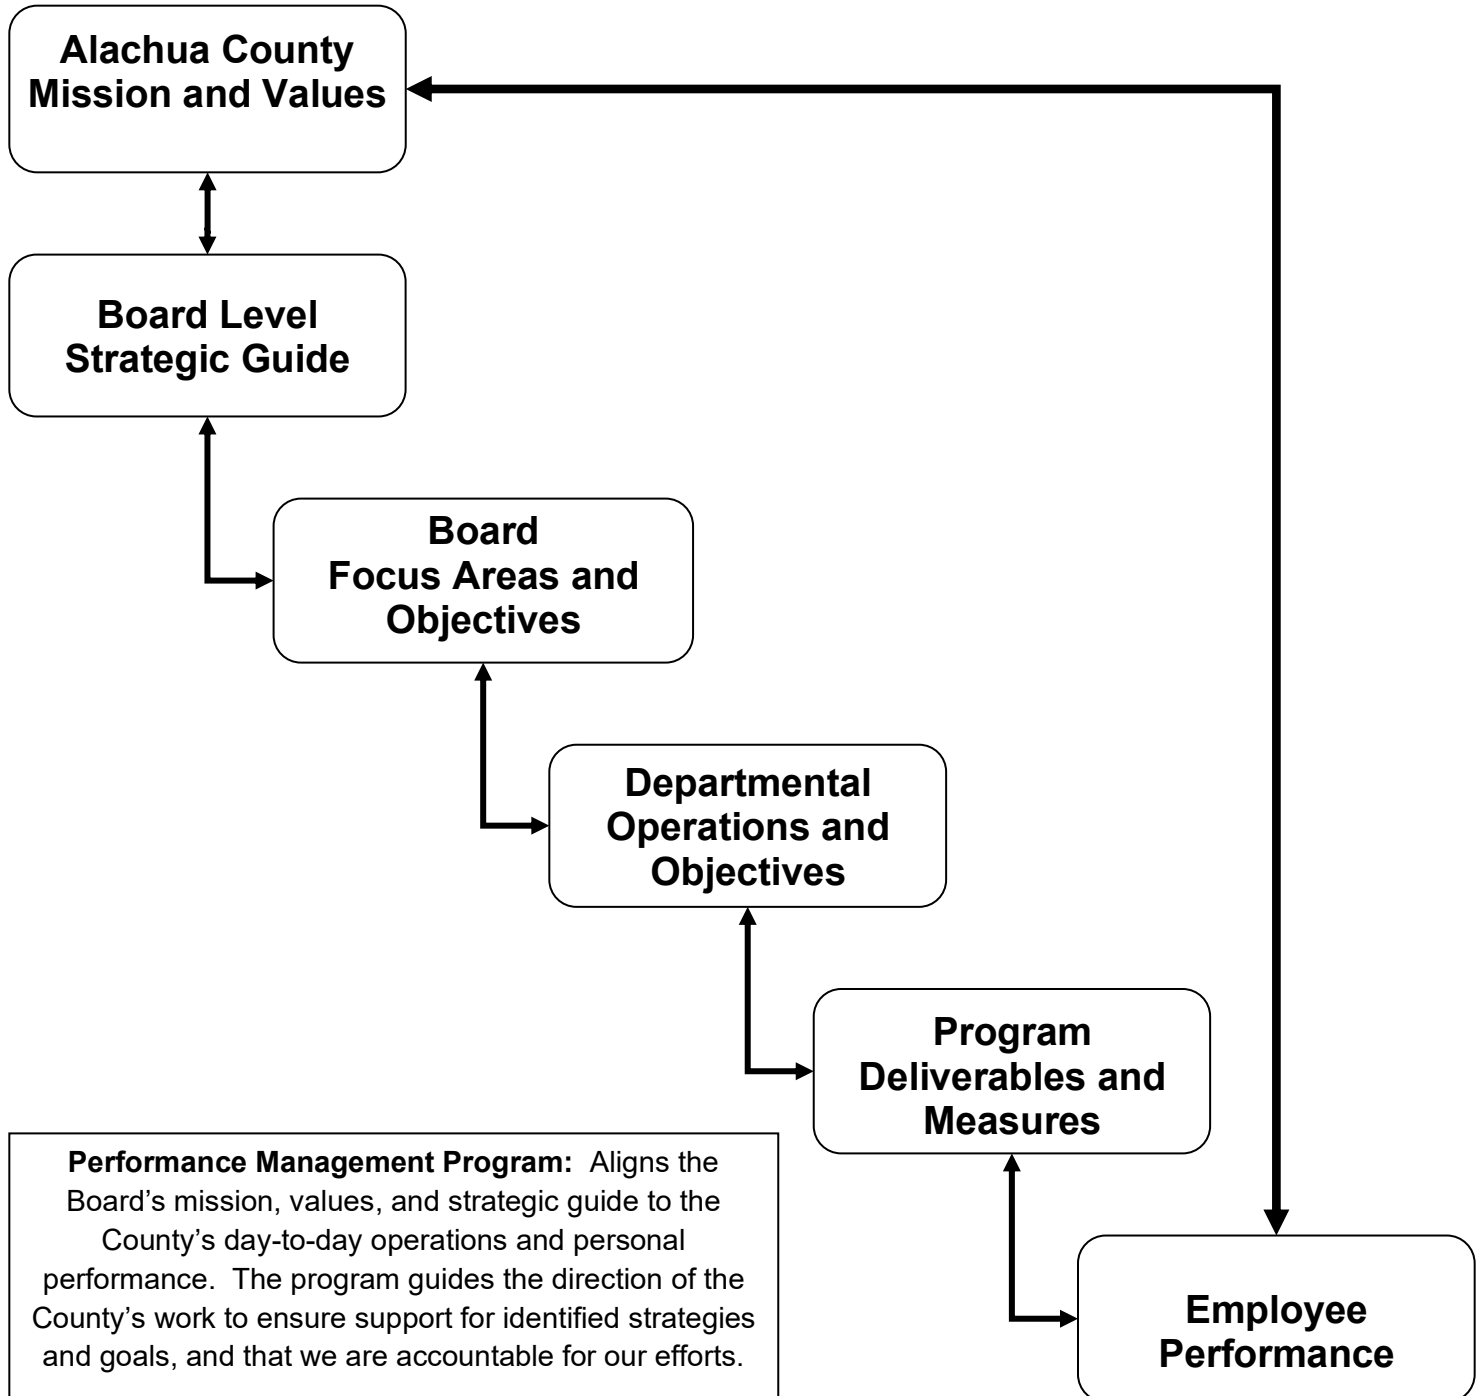 Alachua County
Mission and Values
Board Level
Strategic Guide
Board
Focus Areas and
Objectives
Departmental
Operations and
Objectives
Program
Deliverables and
Measures
Performance Management Program:  Aligns the
Board’s mission, values, and strategic guide to the
County’s day-to-day operations and personal
performance.  The program guides the direction of the
County’s work to ensure support for identified strategies
and goals, and that we are accountable for our efforts.
Employee
Performance